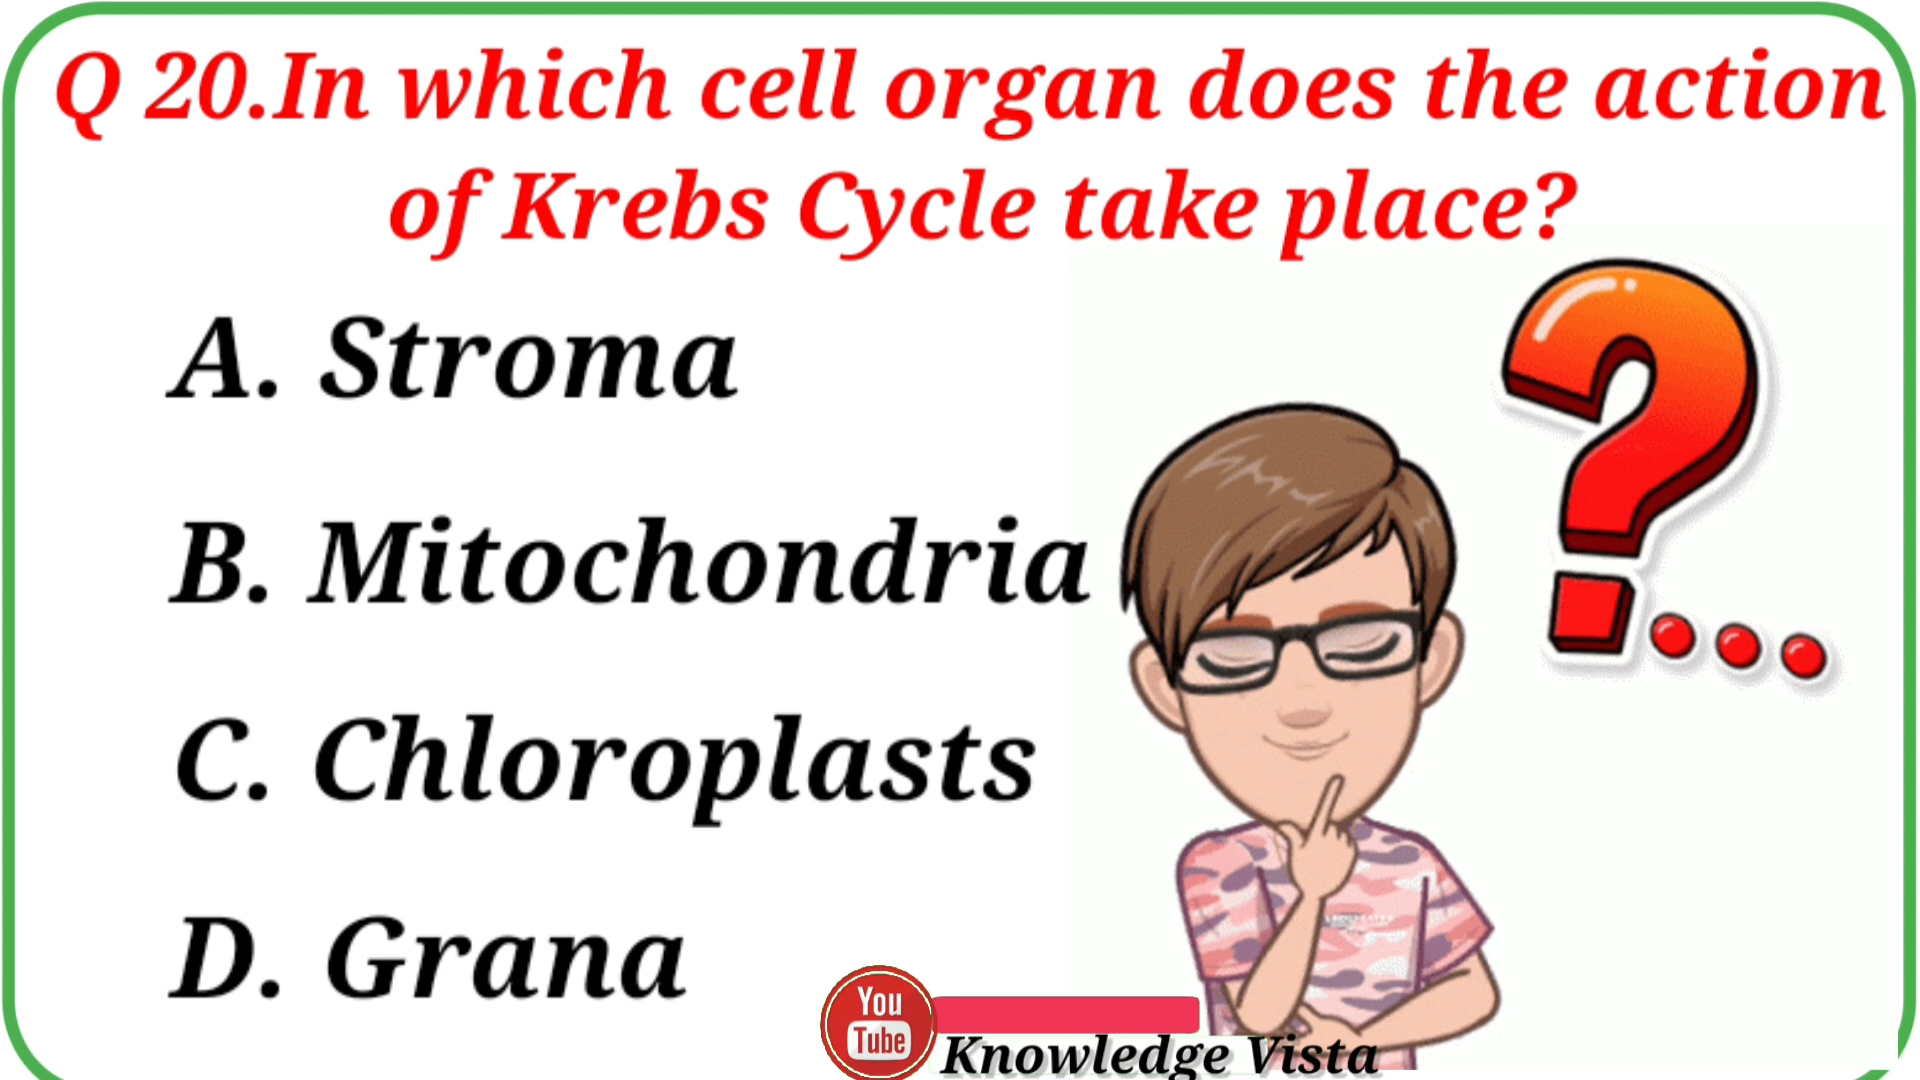 Q 20.In which cell organ does the action
of Krebs Cycle take place?
A. Stroma
B. Mitochondria
C. Chloroplasts
D. Grana
You
Tube
Knowledge Vista